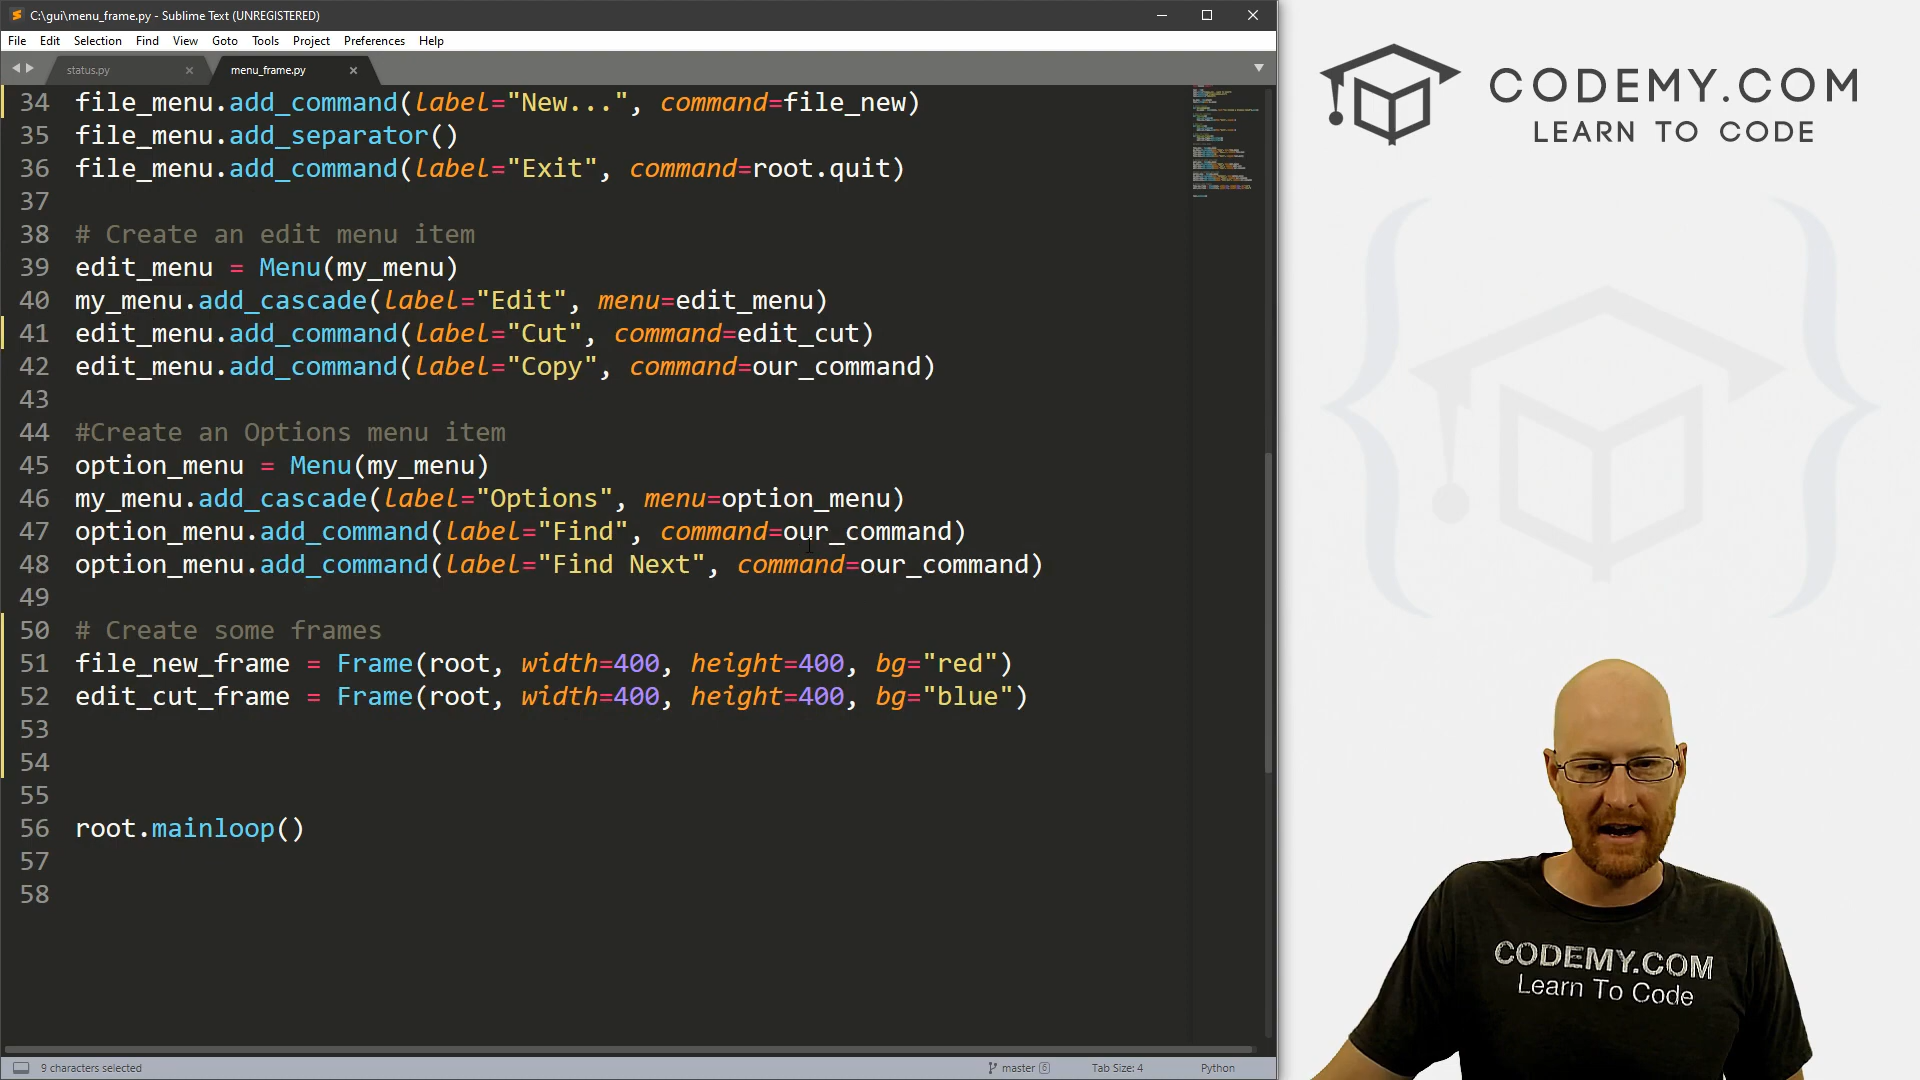 C:\gui\menu_frame.py - Sublime Text (UNREGISTERED)
File Edit Selection Find View Goto Tools Project Preferences Help
status.py menu_frame.py
34 file_menu.add_command(label="New...", command=file_new)
35 file_menu.add_separator()
36 file_menu.add_command(label="Exit", command=root.quit)
37
38 # Create an edit menu item
39 edit_menu = Menu(my_menu)
40 my_menu.add_cascade(label="Edit", menu=edit_menu)
41 edit_menu.add_command(label="Cut", command=edit_cut)
42 edit_menu.add_command(label="Copy", command=our_command)
43
44 #Create an Options menu item
45 option_menu = Menu(my_menu)
46 my_menu.add_cascade(label="Options", menu=option_menu)
47 option_menu.add_command(label="Find", command=our_command)
48 option_menu.add_command(label="Find Next", command=our_command)
49
50 # Create some frames
51 file_new_frame = Frame(root, width=400, height=400, bg="red")
52 edit_cut_frame = Frame(root, width=400, height=400, bg="blue")
53
54
55
56 root.mainloop()
57
58
9 characters selected
master 6
Tab Size: 4
Python
CODEMY.COM
LEARN TO CODE
CODEMY.COM
Learn To Code